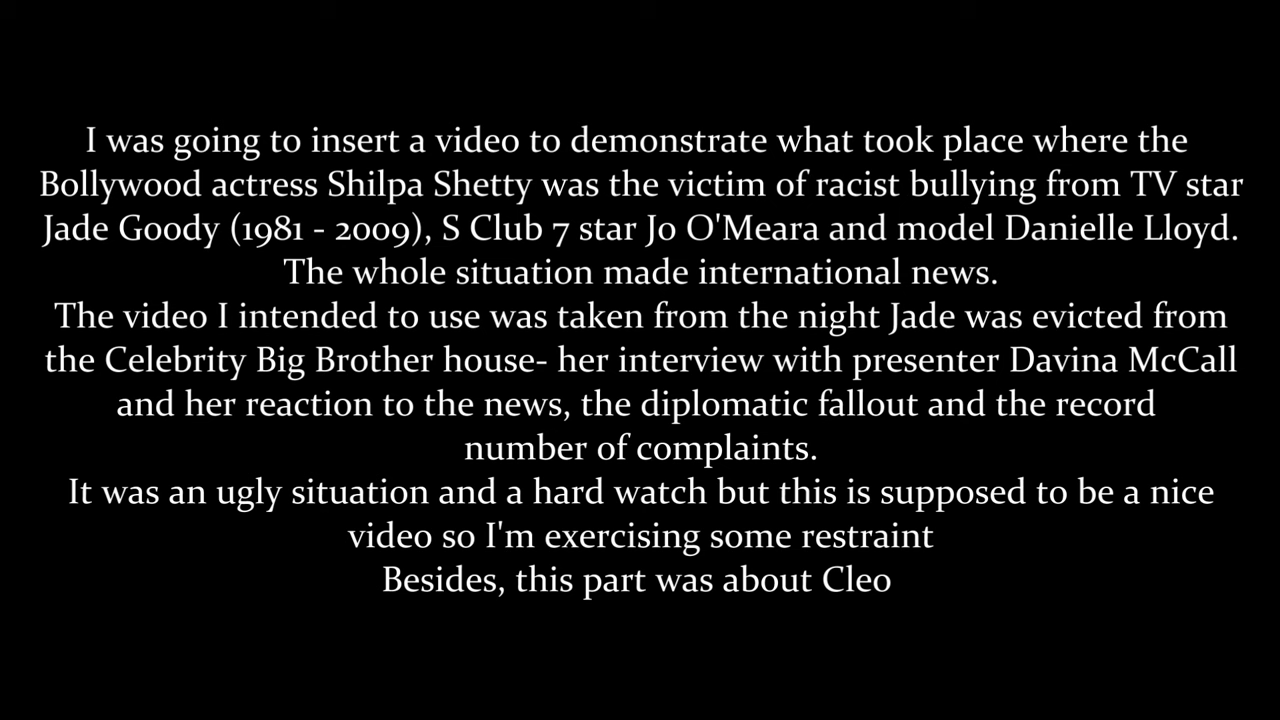 I was going to insert a video to demonstrate what took place where the
Bollywood actress Shilpa Shetty was the victim of racist bullying from TV star
Jade Goody (1981 - 2009), S Club 7 star Jo O'Meara and model Danielle Lloyd.
The whole situation made international news.
The video I intended to use was taken from the night Jade was evicted from
the Celebrity Big Brother house- her interview with presenter Davina McCall
and her reaction to the news, the diplomatic fallout and the record
number of complaints.
It was an ugly situation and a hard watch but this is supposed to be a nice
video so I'm exercising some restraint
Besides, this part was about Cleo